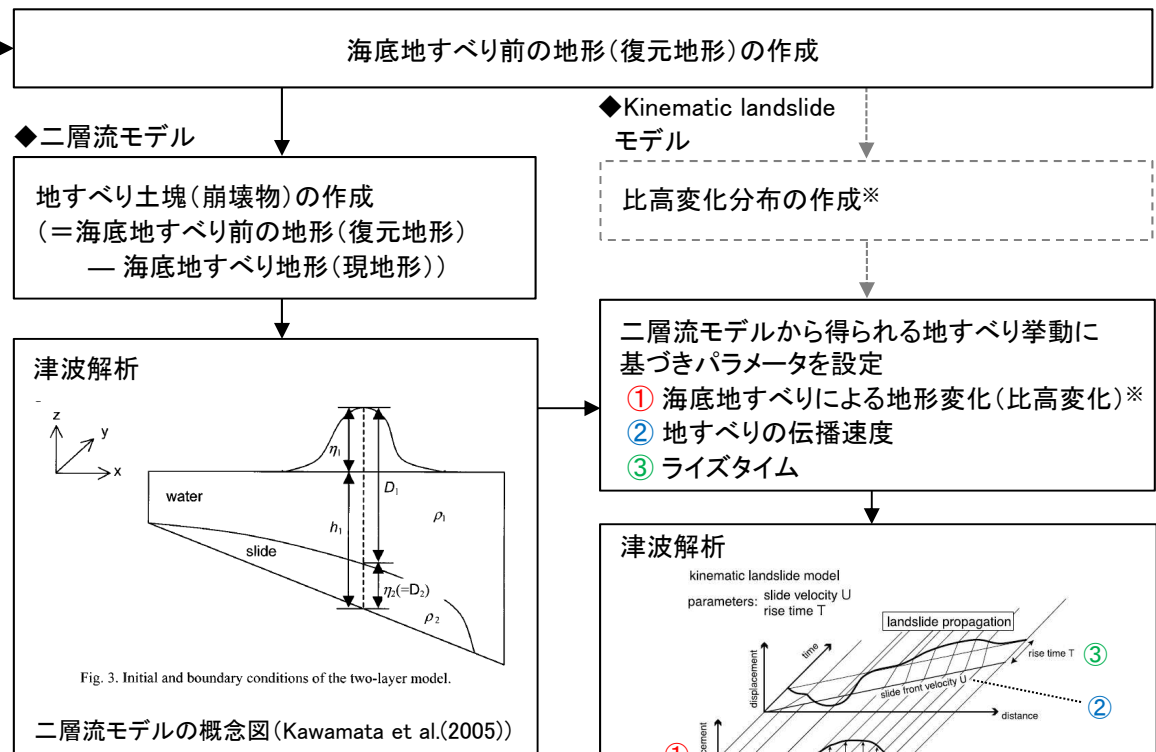 海底地すべり前の地形(復元地形)の作成
◆二層流モデル
地すべり土塊(崩壊物)の作成
(＝海底地すべり前の地形(復元地形)
― 海底地すべり地形(現地形))
津波解析
z
y
x
water
slide
η1
D1
h1
ρ1
η2(=D2)
ρ2
Fig. 3. Initial and boundary conditions of the two-layer model.
二層流モデルの概念図(Kawamata et al.(2005))
◆Kinematic landslide
モデル
比高変化分布の作成※
二層流モデルから得られる地すべり挙動に
基づきパラメータを設定
① 海底地すべりによる地形変化(比高変化)※
② 地すべりの伝播速度
③ ライズタイム
津波解析
kinematic landslide model
parameters: slide velocity U
rise time T
landslide propagation
time
displacement
rise time T
③
slide front velocity U
②
distance
①